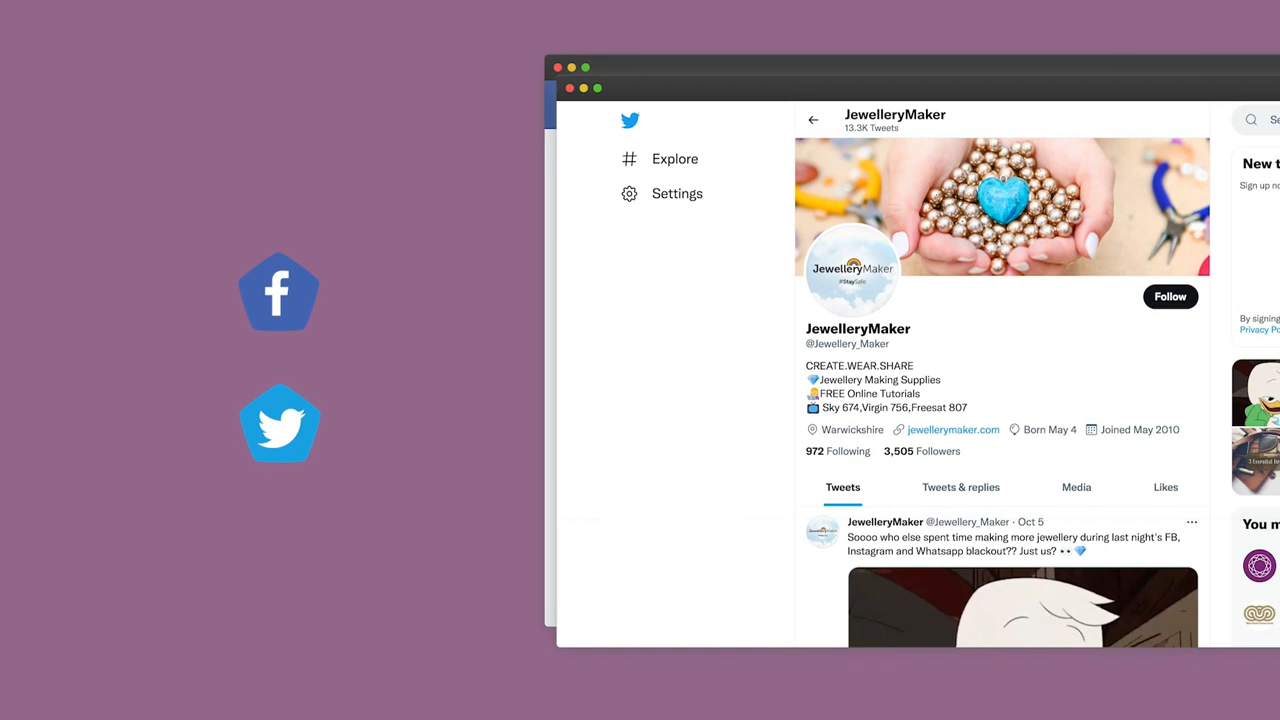 JewelleryMaker
13.3K Tweets
Explore
Settings
JewelleryMaker
#StaySafe
Follow
JewelleryMaker
@Jewellery_Maker
CREATE.WEAR.SHARE
Jewellery Making Supplies
FREE Online Tutorials
Sky 674,Virgin 756,Freesat 807
Warwickshire jewellerymaker.com Born May 4 Joined May 2010
972 Following 3,505 Followers
Tweets Tweets & replies Media Likes
JewelleryMaker @Jewellery_Maker · Oct 5
Soooo who else spent time making more jewellery during last night's FB,
Instagram and Whatsapp blackout?? Just us?
Se
New t
Sign up no
By signing
Privacy Po
You m